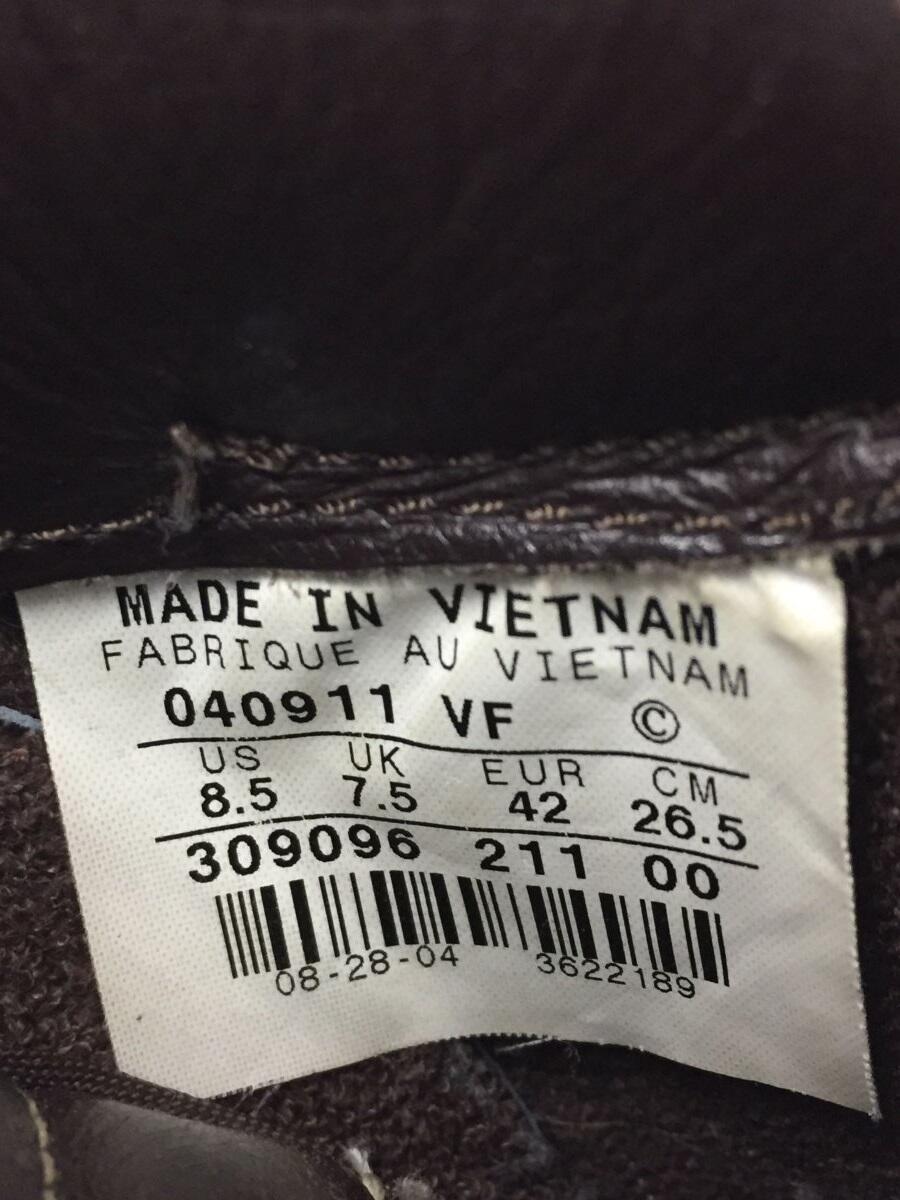 MADE IN VIETNAM
FABRIQUE AU VIETNAM
040911 VF ©
US UK EUR CM
8.5 7.5 42 26.5
309096 211 00
08-28-04 3622189